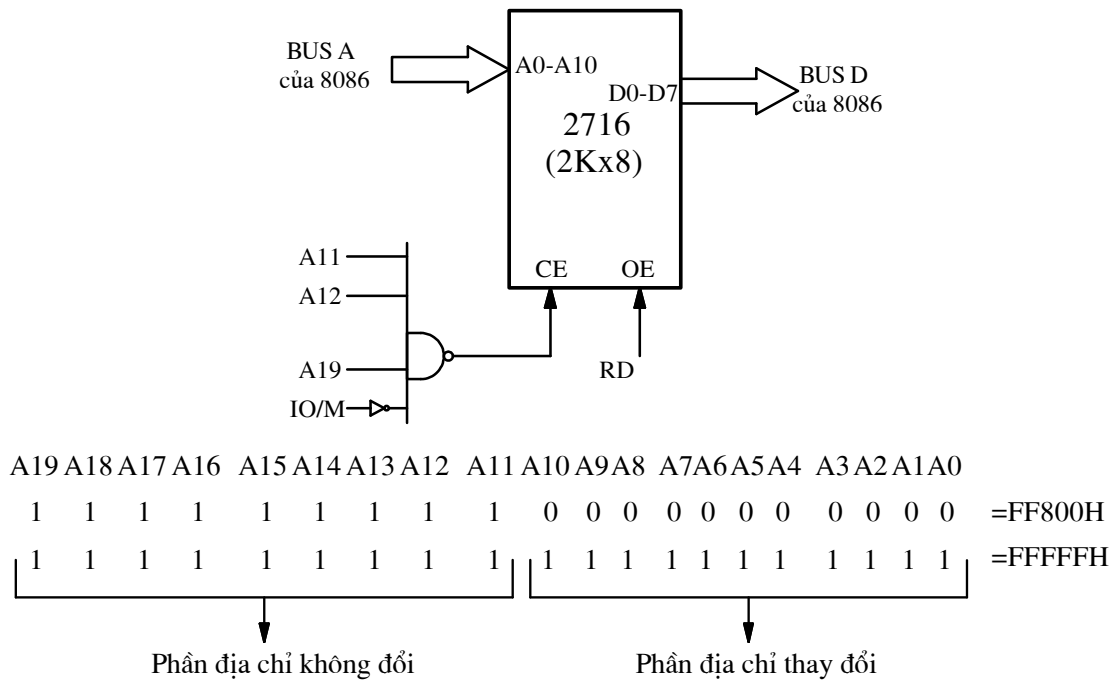 BUS A
của 8086
A0-A10
D0-D7
BUS D
của 8086
2716
(2Kx8)
A11
A12
CE OE
A19
RD
IO/M
A19 A18 A17 A16 A15 A14 A13 A12 A11 A10 A9 A8 A7 A6 A5 A4 A3 A2 A1 A0
1 1 1 1 1 1 1 1 1 0 0 0 0 0 0 0 0 0 0 0 =FF800H
1 1 1 1 1 1 1 1 1 1 1 1 1 1 1 1 1 1 1 1 =FFFFFH
Phần địa chỉ không đổi Phần địa chỉ thay đổi